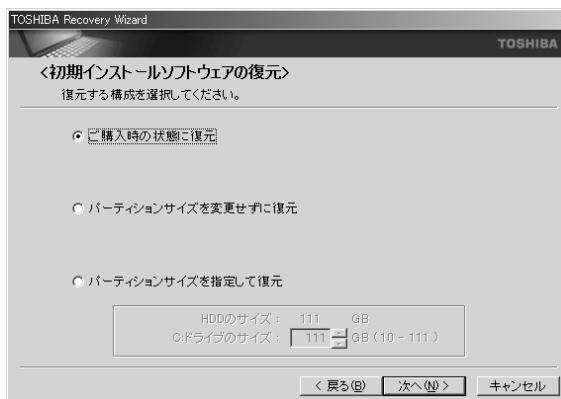 TOSHIBA Recovery Wizard
TOSHIBA
<初期インストールソフトウェアの復元>
復元する構成を選択してください。
ご購入時の状態に復元
パーティションサイズを変更せずに復元
パーティションサイズを指定して復元
HDDのサイズ： 111 GB
C:ドライブのサイズ： 111 GB ( 10 - 111 )
< 戻る(B) 次へ(N) > キャンセル